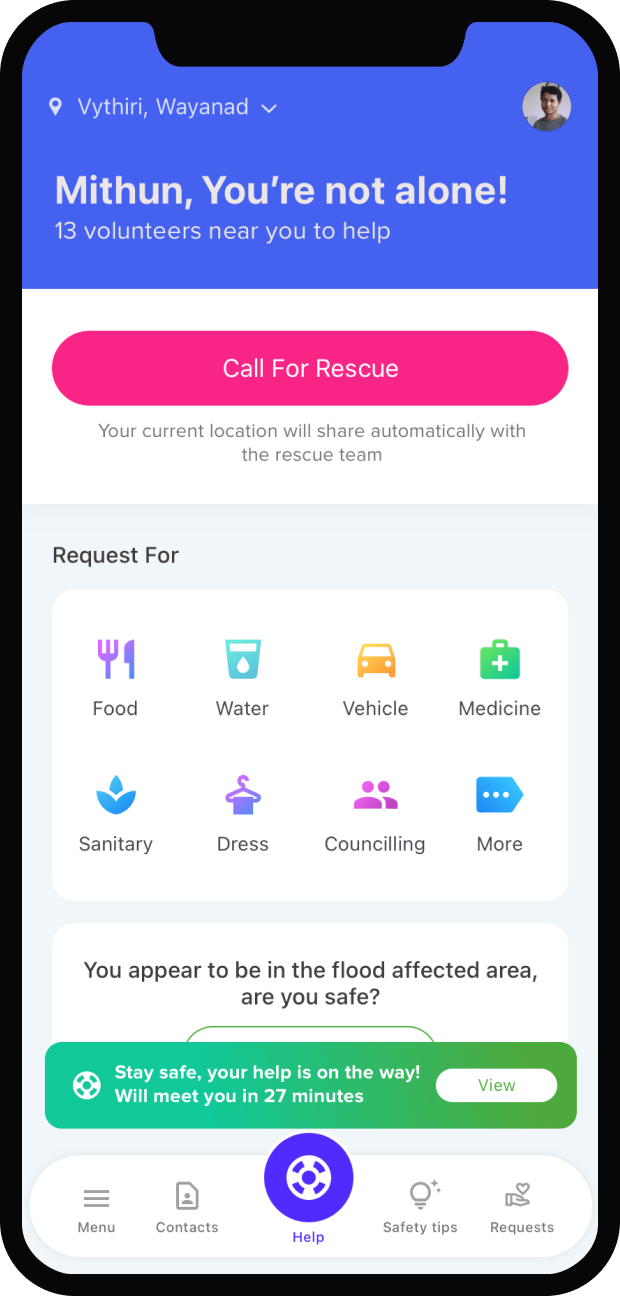 Vythiri, Wayanad
Mithun, You’re not alone!
13 volunteers near you to help
Call For Rescue
Your current location will share automatically with
the rescue team
Request For
Food
Water
Vehicle
Medicine
Sanitary
Dress
Councilling
More
You appear to be in the flood affected area,
are you safe?
Stay safe, your help is on the way!
Will meet you in 27 minutes
View
Menu
Contacts
Help
Safety tips
Requests